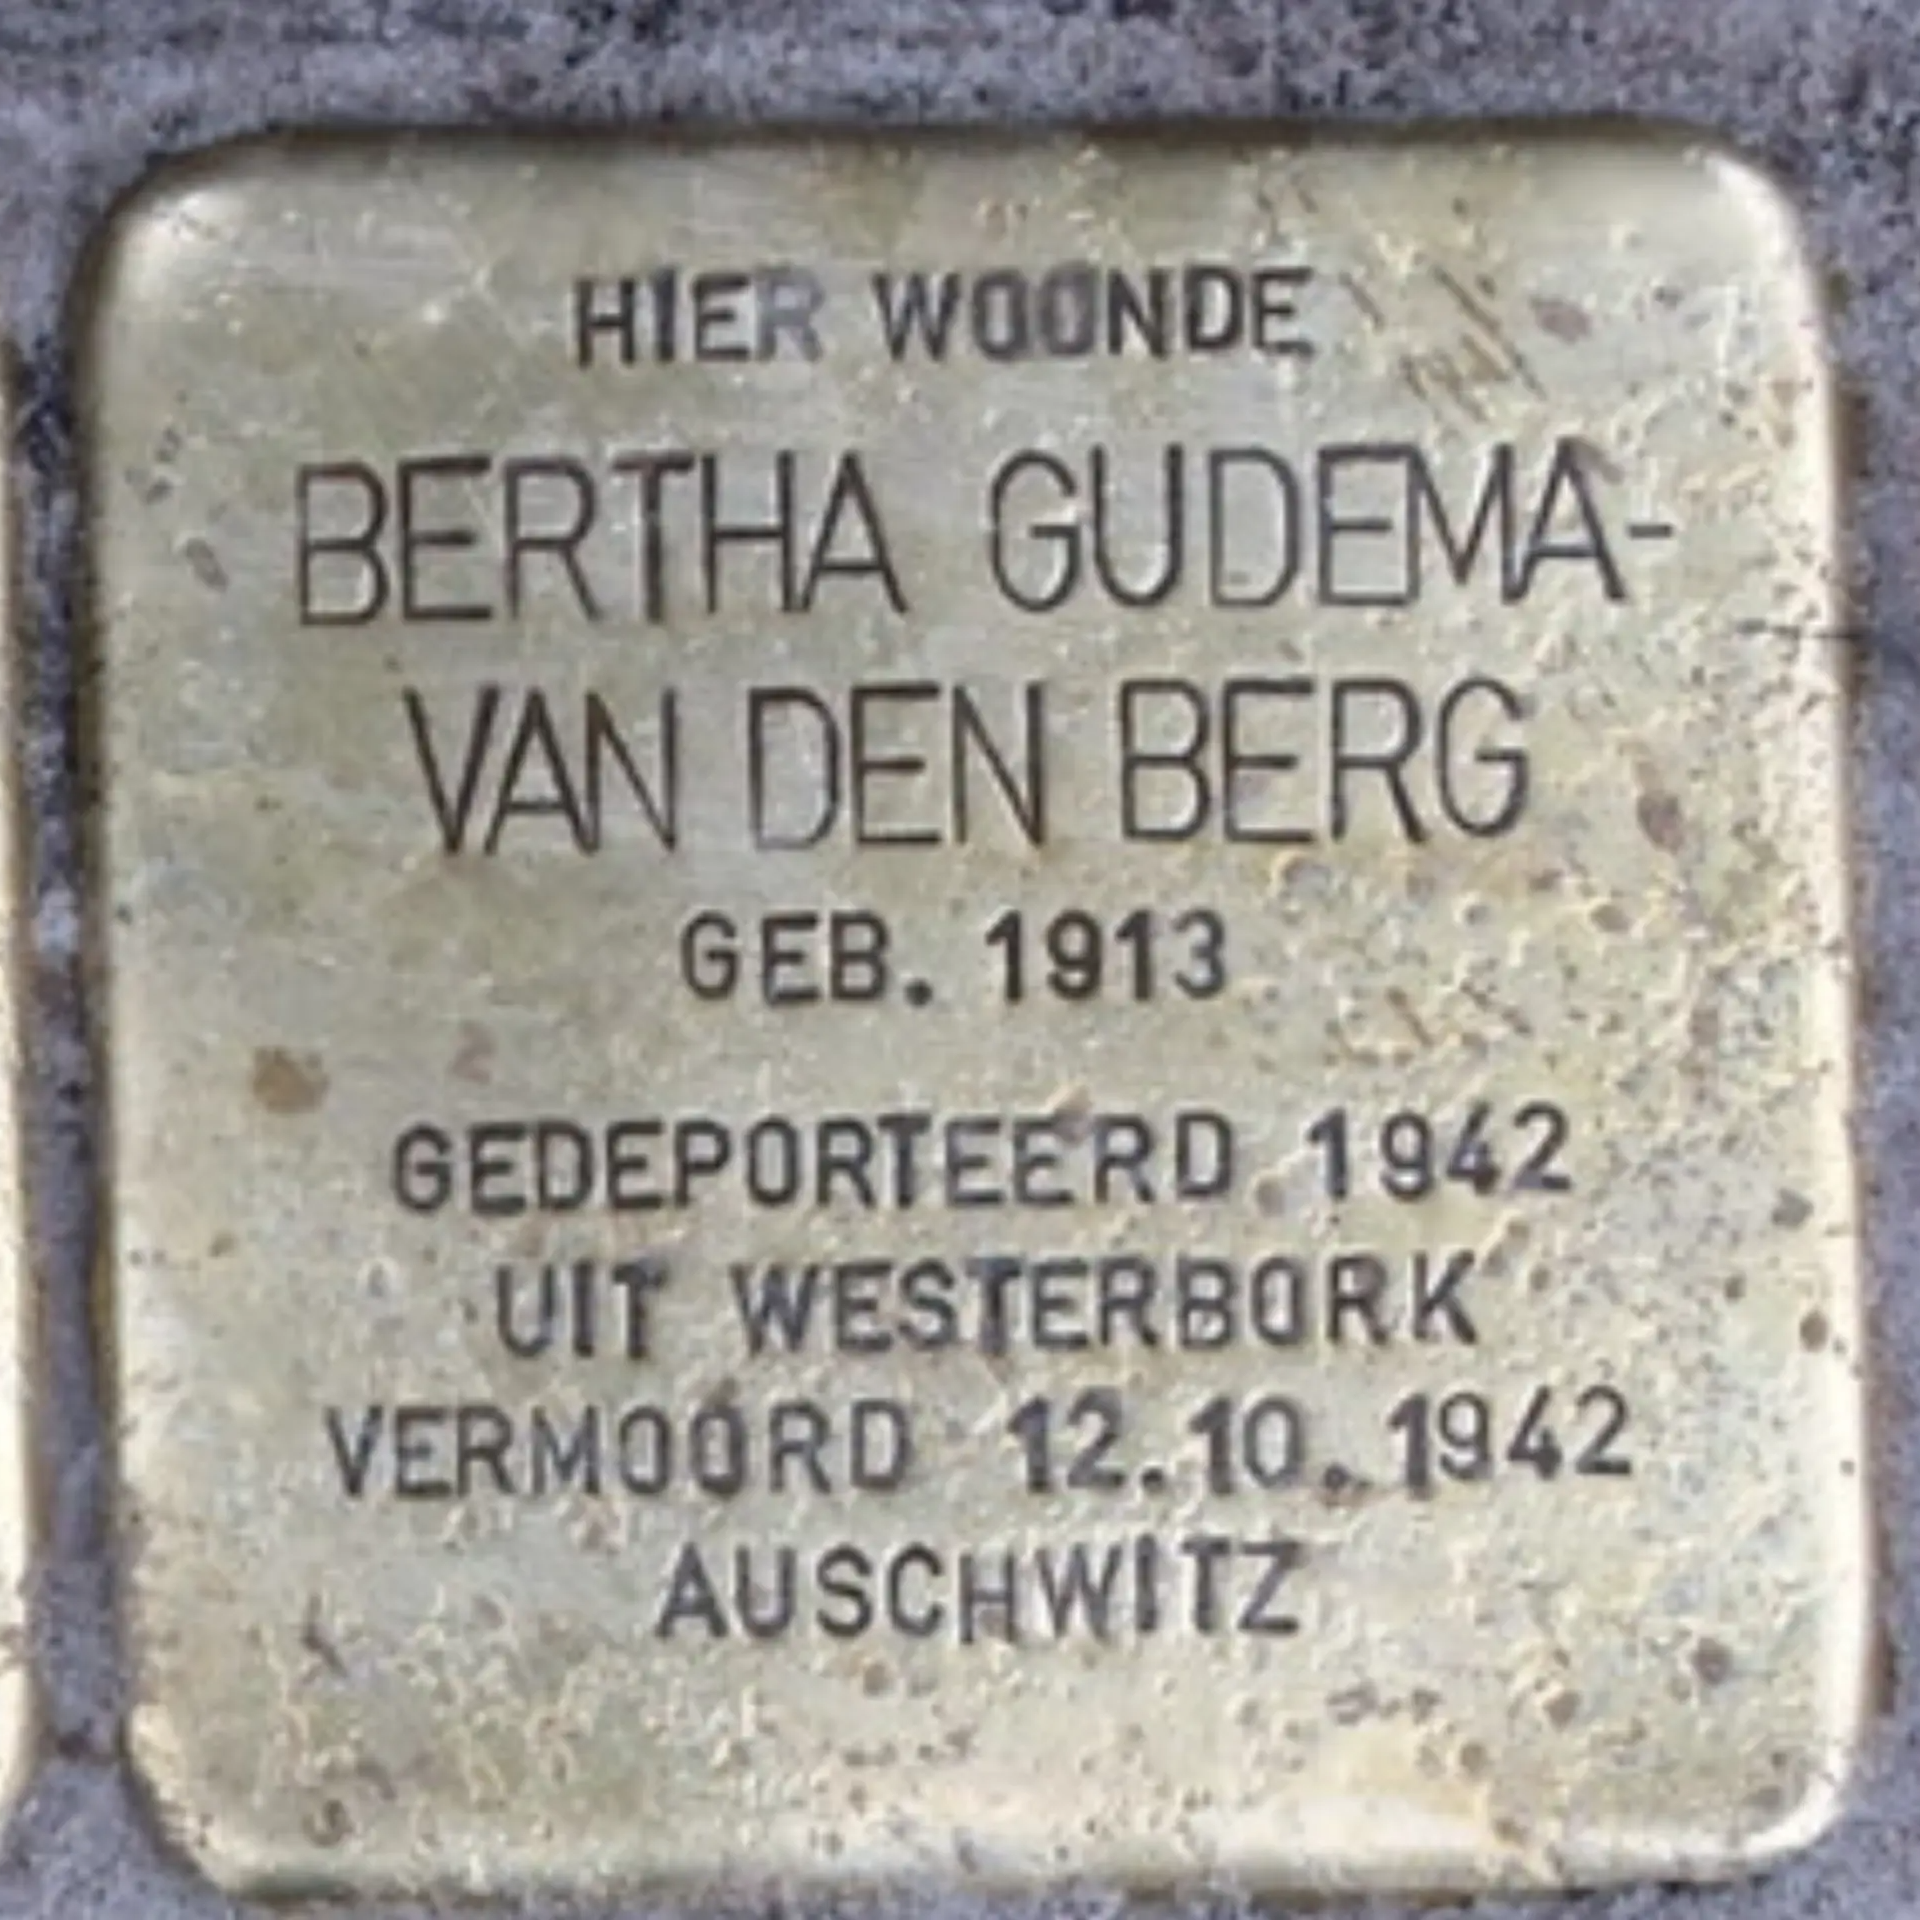 HIER WOONDE
BERTHA GUDEMA-
VAN DEN BERG
GEB. 1913
GEDEPORTEERD 1942
UIT WESTERBORK
VERMOORD 12.10.1942
AUSCHWITZ